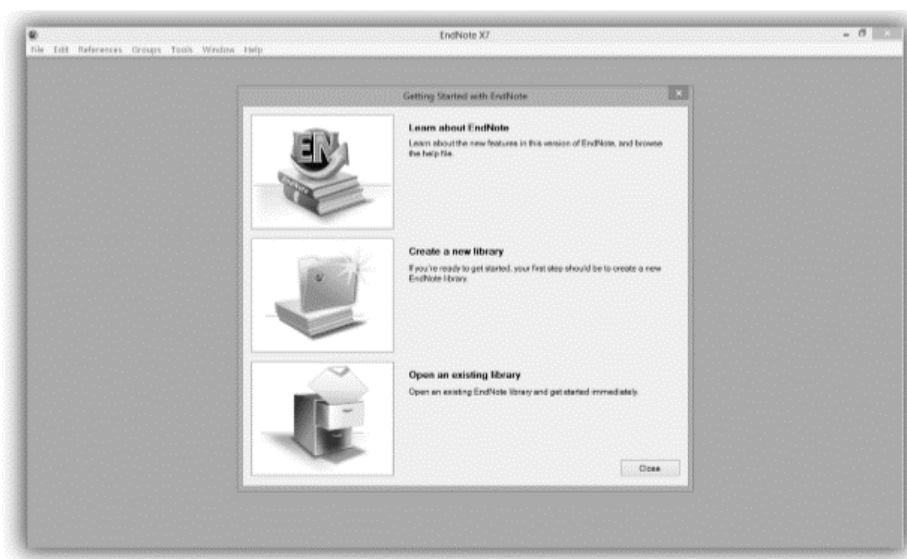 EndNote X7
File Edit References Groups Tools Window Help
Getting Started with EndNote
EN
Learn about EndNote
Learn about the new features in this version of EndNote, and browse
the help file.
Create a new library
If you're ready to get started, your first step should be to create a new
EndNote library.
Open an existing library
Open an existing EndNote library and get started immediately.
Close